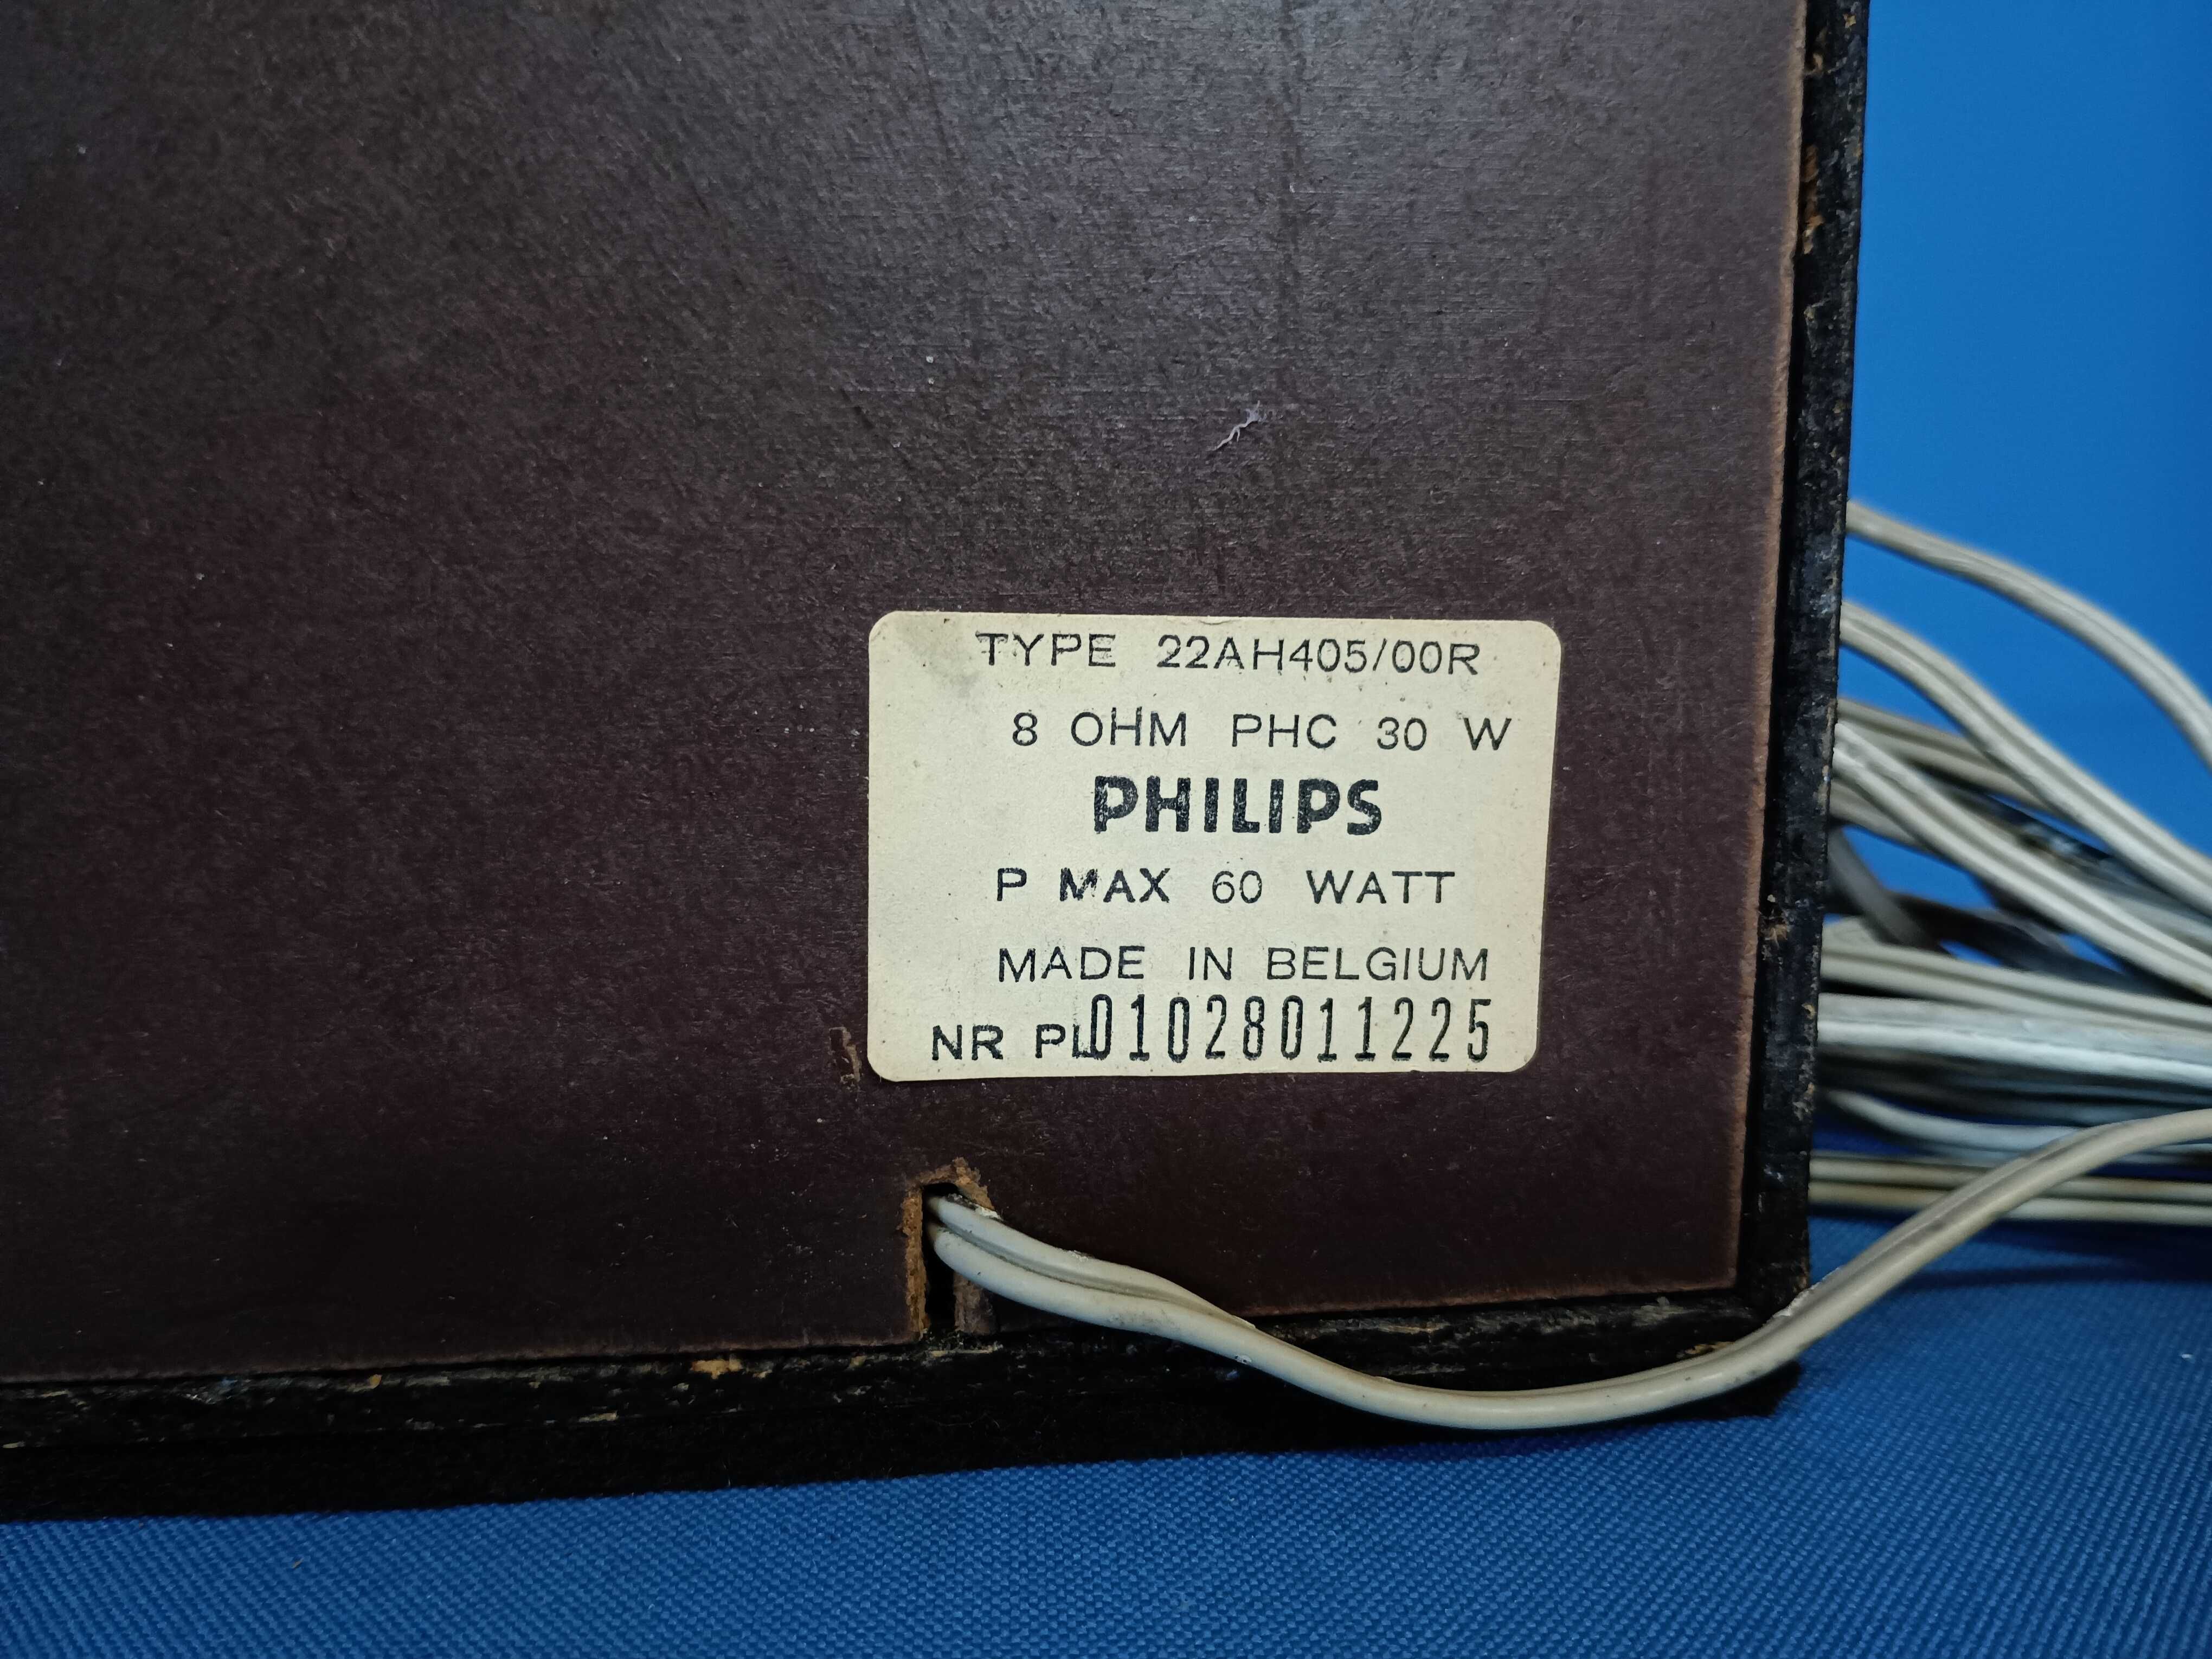 TYPE 22AH405/00R
8 OHM PHC 30 W
PHILIPS
P MAX 60 WATT
MADE IN BELGIUM
NR PL01028011225